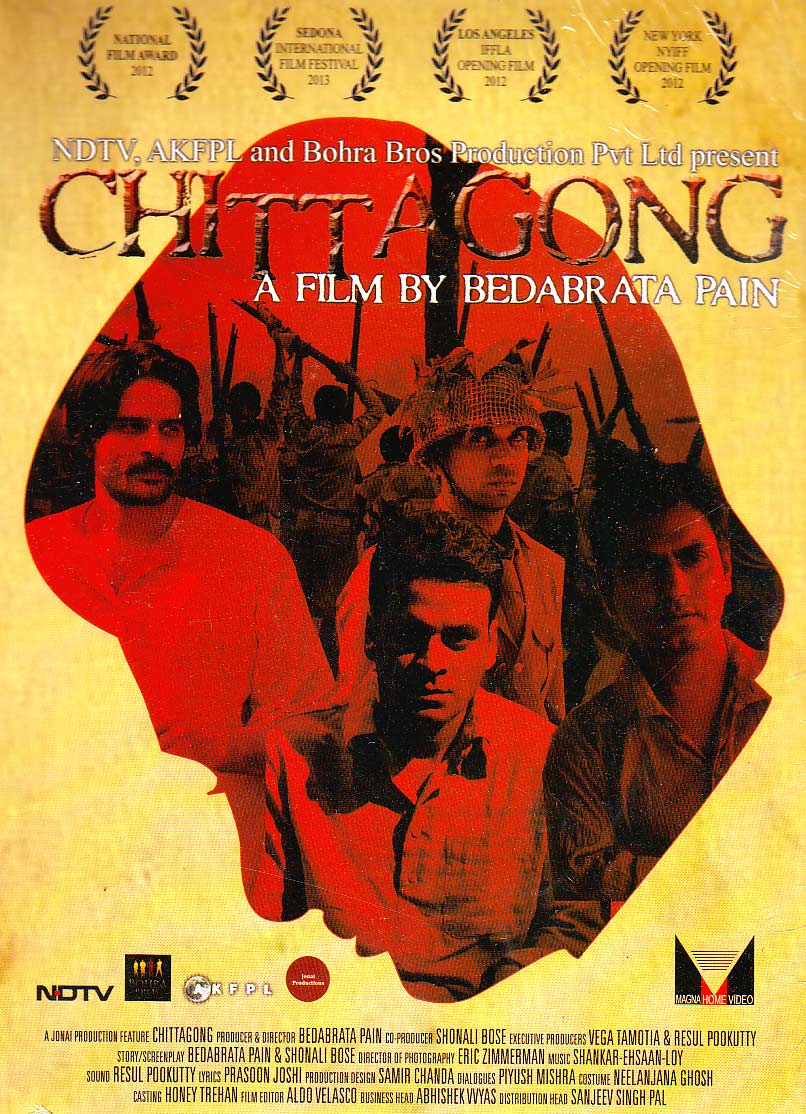 NATIONAL
FILM AWARD
2012
SEDONA
INTERNATIONAL
FILM FESTIVAL
2013
LOS ANGELES
IFFLA
OPENING FILM
2012
NEW YORK
NYIFF
OPENING FILM
2012
NDTV, AKFPL and Bohra Bros Production Pvt Ltd present
CHITTAGONG
A FILM BY BEDABRATA PAIN
NDTV
BOHRA
BROS
AKFPL
Jonai
Productions
MAGNA HOME VIDEO
A JONAI PRODUCTION FEATURE CHITTAGONG PRODUCER & DIRECTOR BEDABRATA PAIN CO-PRODUCER SHONALI BOSE EXECUTIVE PRODUCERS VEGA TAMOTIA & RESUL POOKUTTY
STORY/SCREENPLAY BEDABRATA PAIN & SHONALI BOSE DIRECTOR OF PHOTOGRAPHY ERIC ZIMMERMAN MUSIC SHANKAR-EHSAAN-LOY
SOUND RESUL POOKUTTY LYRICS PRASOON JOSHI PRODUCTION DESIGN SAMIR CHANDA DIALOGUES PIYUSH MISHRA COSTUME NEELANJANA GHOSH
CASTING HONEY TREHAN FILM EDITOR ALDO VELASCO BUSINESS HEAD ABHISHEK VVYAS DISTRIBUTION HEAD SANJEEV SINGH PAL